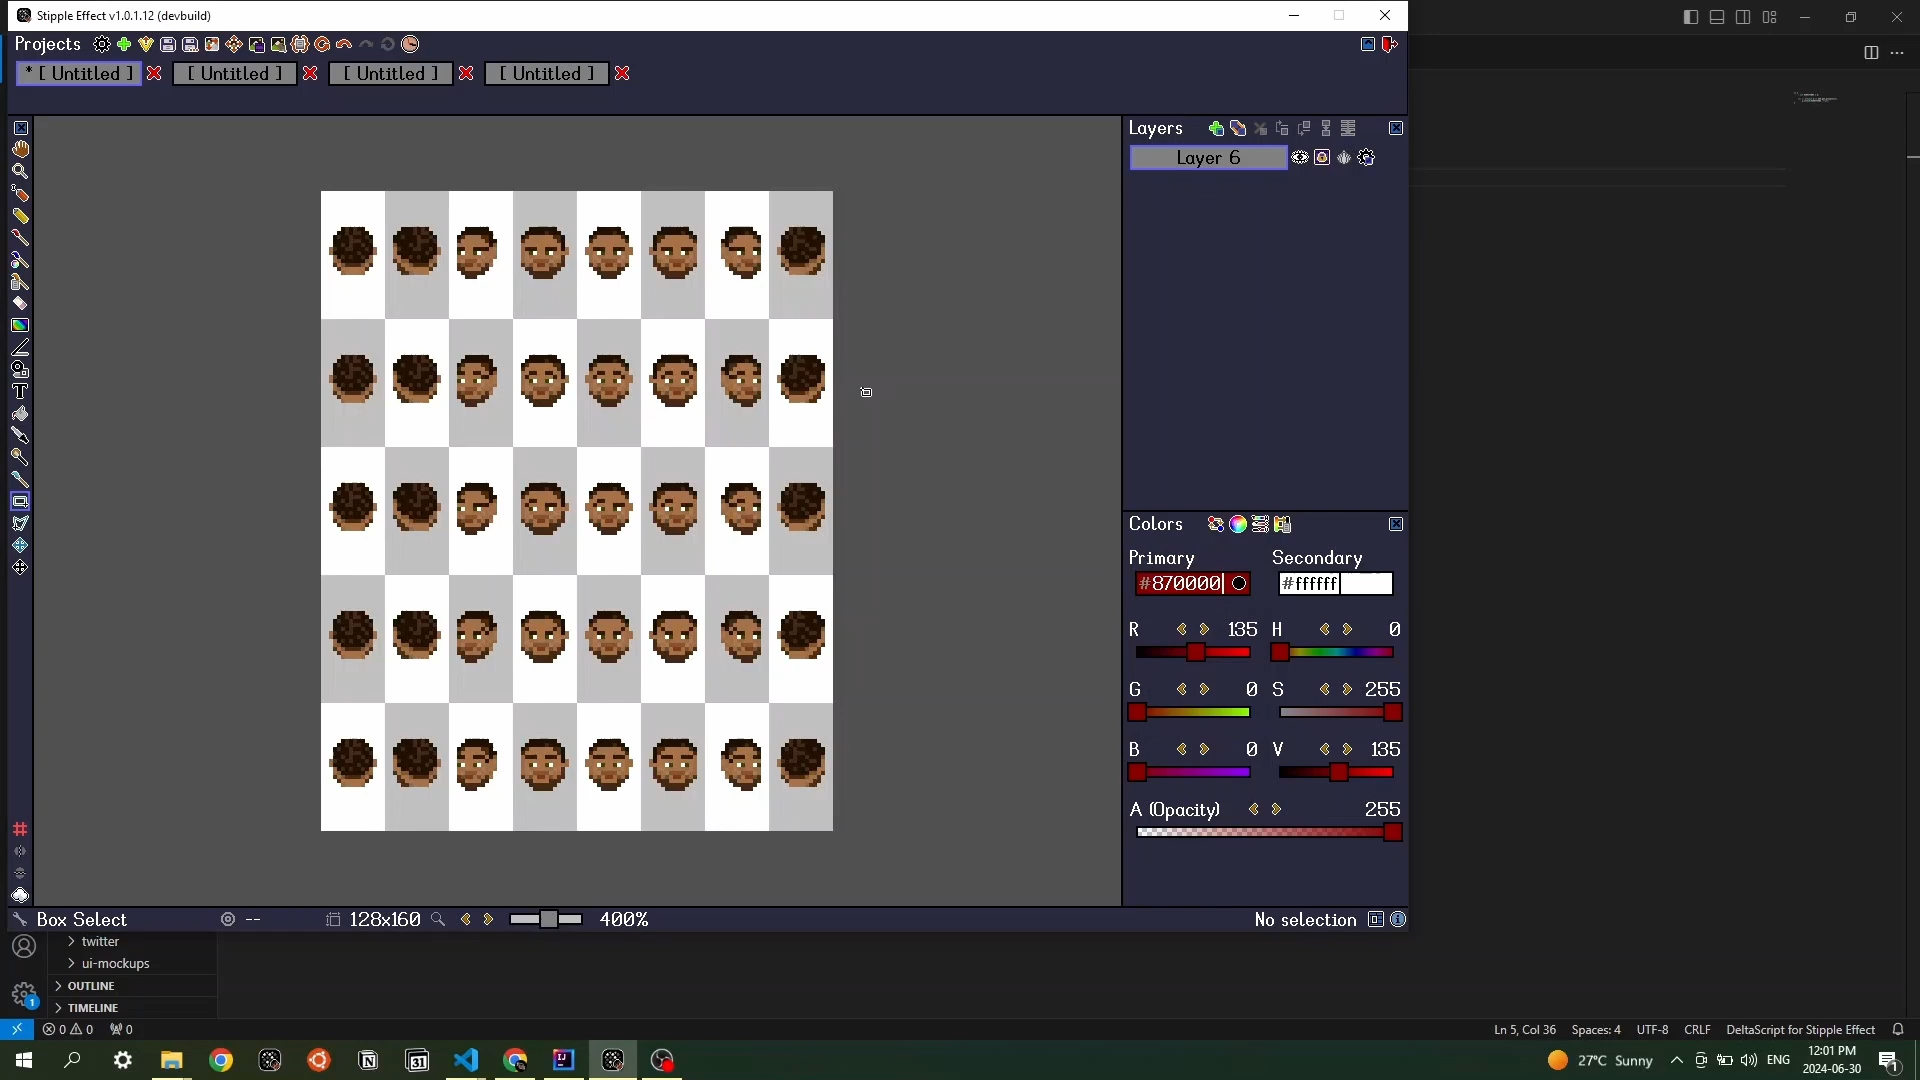 Stipple Effect v1.0.1.12 (devbuild)
Projects
* [ Untitled ]
[ Untitled ]
[ Untitled ]
[ Untitled ]
Layers
Layer 6
Colors
Primary
Secondary
#870000
#ffffff
R 135
H 0
G 0
S 255
B 0
V 135
A (Opacity) 255
Box Select
--
128x160
400%
No selection
twitter
ui-mockups
OUTLINE
TIMELINE
0 0 0
Ln 5, Col 36
Spaces: 4
UTF-8
CRLF
DeltaScript for Stipple Effect
27°C Sunny
ENG
12:01 PM
2024-06-30